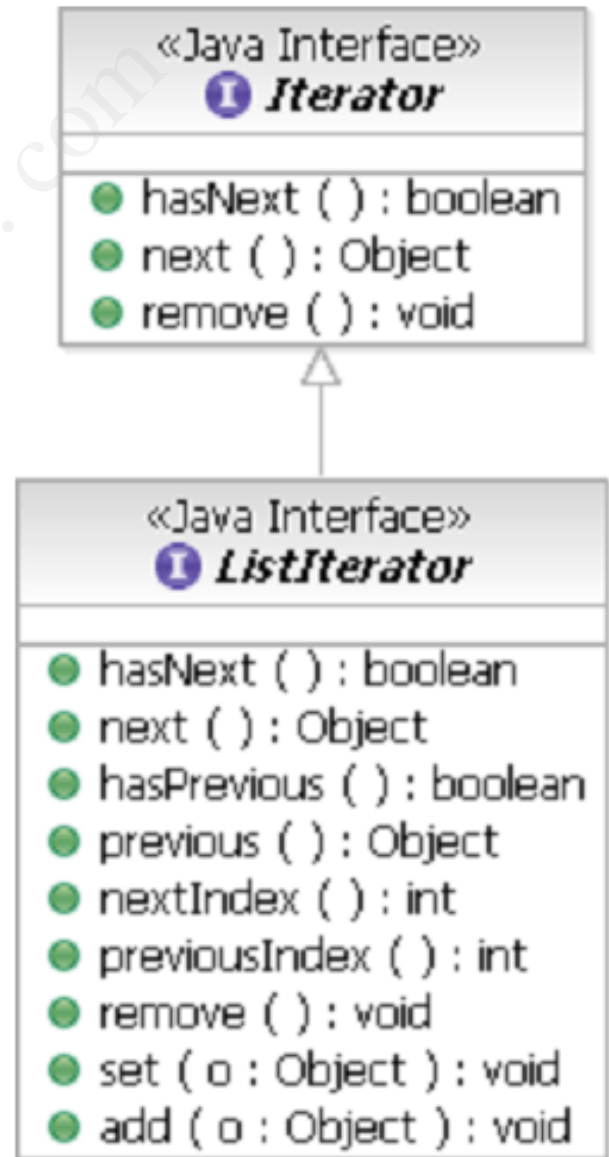 «Java Interface»
I Iterator
hasNext ( ) : boolean
next ( ) : Object
remove ( ) : void
«Java Interface»
I ListIterator
hasNext ( ) : boolean
next ( ) : Object
hasPrevious ( ) : boolean
previous ( ) : Object
nextIndex ( ) : int
previousIndex ( ) : int
remove ( ) : void
set ( o : Object ) : void
add ( o : Object ) : void
. com